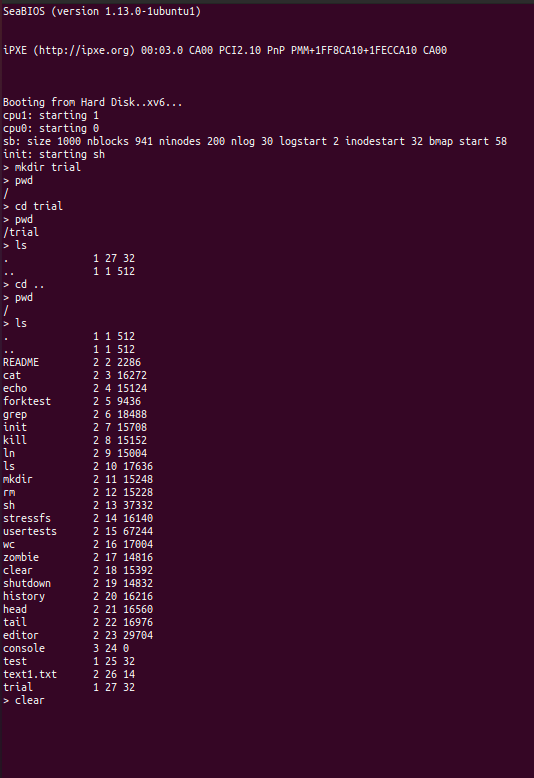 SeaBIOS (version 1.13.0-1ubuntu1)
iPXE (http://ipxe.org) 00:03.0 CA00 PCI2.10 PnP PMM+1FF8CA10+1FECCA10 CA00
Booting from Hard Disk..xv6...
cpu1: starting 1
cpu0: starting 0
sb: size 1000 nblocks 941 ninodes 200 nlog 30 logstart 2 inodestart 32 bmap start 58
init: starting sh
> mkdir trial
> pwd
/
> cd trial
> pwd
/trial
> ls
.              1 27 32
..             1 1 512
> cd ..
> pwd
/
> ls
.              1 1 512
..             1 1 512
README         2 2 2286
cat            2 3 16272
echo           2 4 15124
forktest       2 5 9436
grep           2 6 18488
init           2 7 15708
kill           2 8 15152
ln             2 9 15004
ls             2 10 17636
mkdir          2 11 15248
rm             2 12 15228
sh             2 13 37332
stressfs       2 14 16140
usertests      2 15 67244
wc             2 16 17004
zombie         2 17 14816
clear          2 18 15392
shutdown       2 19 14832
history        2 20 16216
head           2 21 16560
tail           2 22 16976
editor         2 23 29704
console        3 24 0
test           1 25 32
text1.txt      2 26 14
trial          1 27 32
> clear